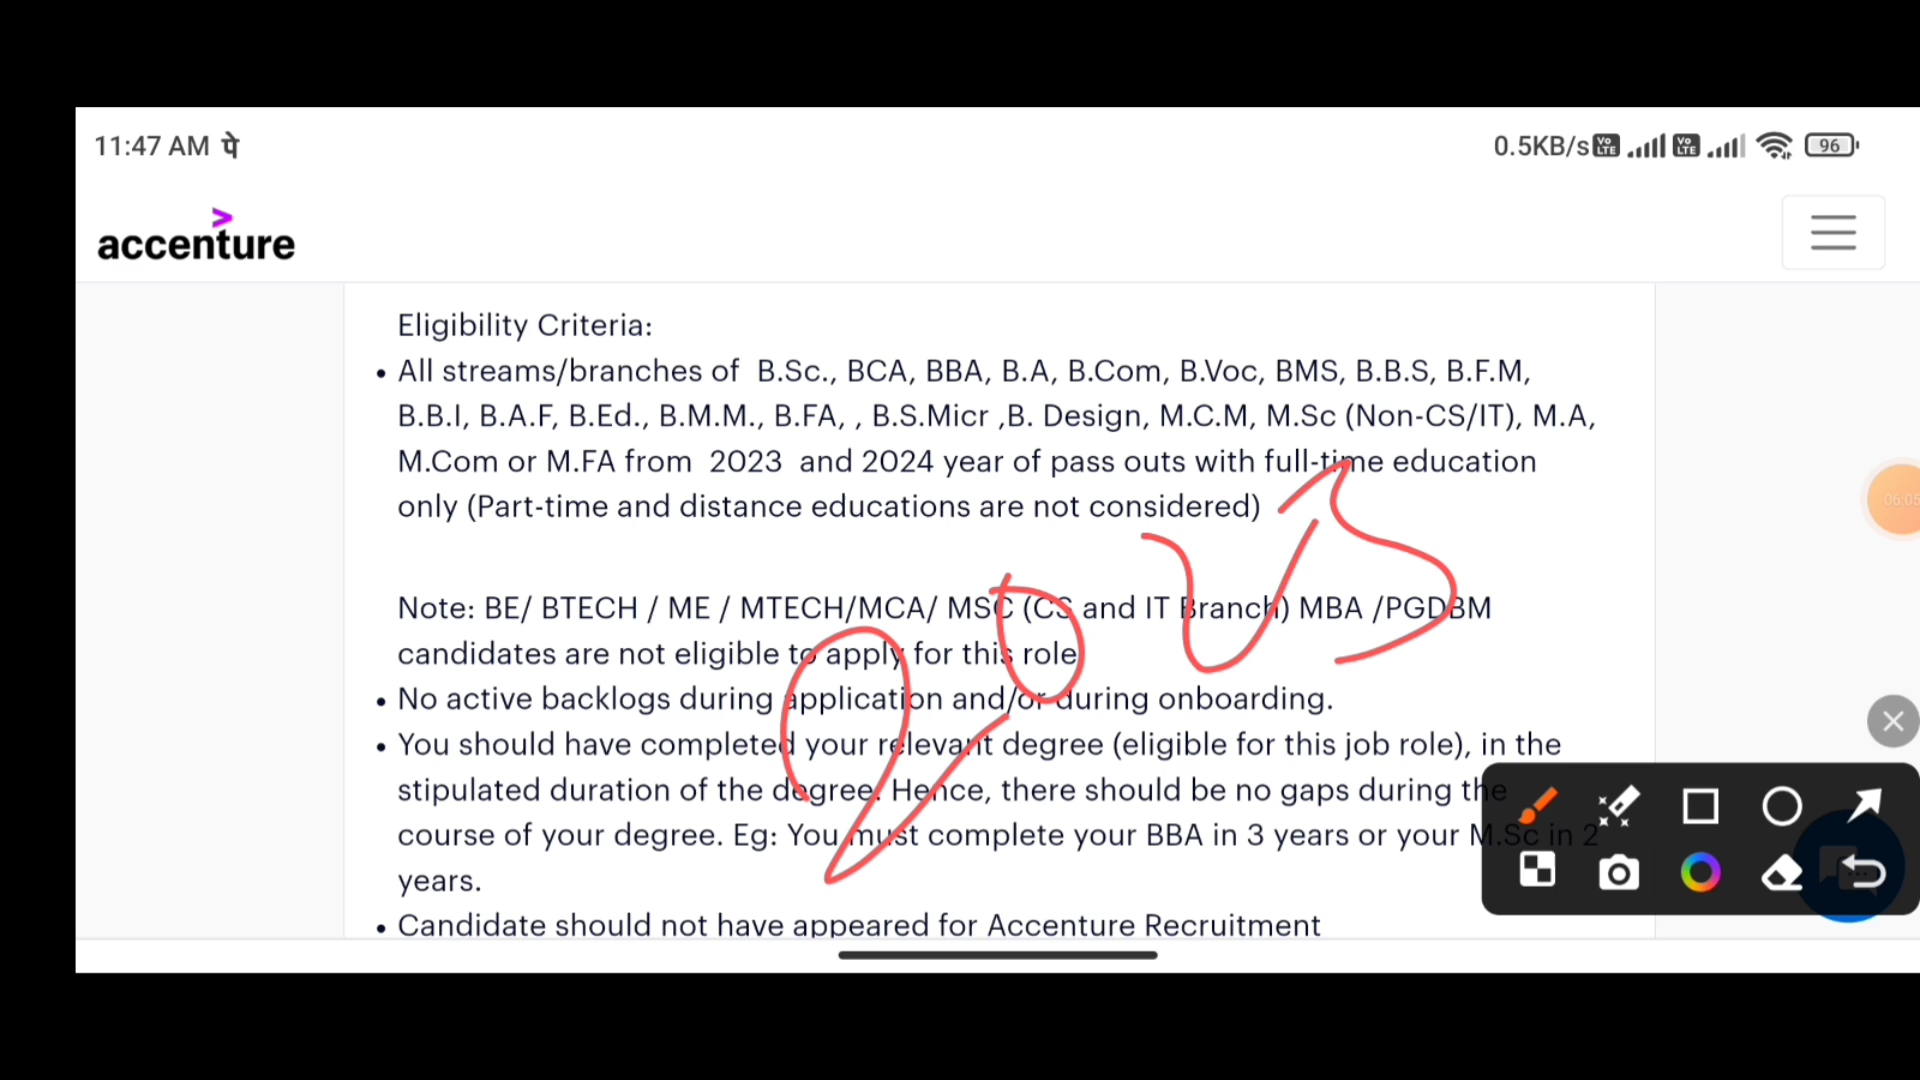 11:47 AM पे 0.5KB/s Vo LTE Vo LTE 96
accenture
Eligibility Criteria:
• All streams/branches of B.Sc., BCA, BBA, B.A, B.Com, B.Voc, BMS, B.B.S, B.F.M,
B.B.I, B.A.F, B.Ed., B.M.M., B.FA, , B.S.Micr ,B. Design, M.C.M, M.Sc (Non-CS/IT), M.A,
M.Com or M.FA from 2023 and 2024 year of pass outs with full-time education
only (Part-time and distance educations are not considered)
Note: BE/ BTECH / ME / MTECH/MCA/ MSC (CS and IT Branch) MBA /PGDBM
candidates are not eligible to apply for this role
• No active backlogs during application and/or during onboarding.
• You should have completed your relevant degree (eligible for this job role), in the
stipulated duration of the degree. Hence, there should be no gaps during the
course of your degree. Eg: You must complete your BBA in 3 years or your M.Sc in 2
years.
• Candidate should not have appeared for Accenture Recruitment
06:05